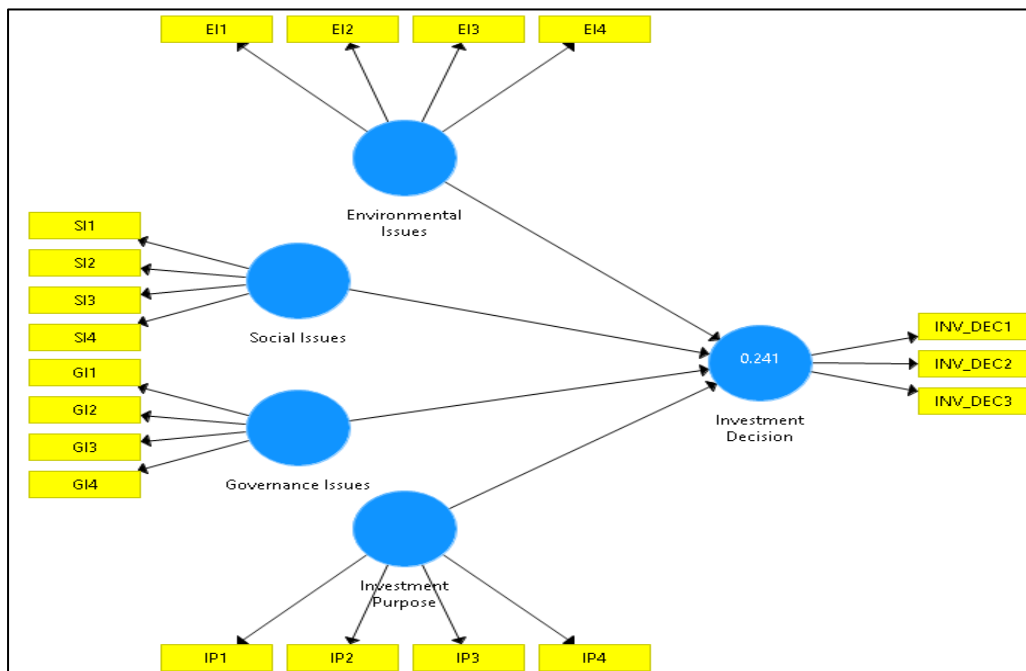 EI1
EI2
EI3
EI4
Environmental
Issues
SI1
SI2
SI3
SI4
Social Issues
GI1
GI2
GI3
GI4
Governance Issues
0.241
Investment
Decision
INV_DEC1
INV_DEC2
INV_DEC3
Investment
Purpose
IP1
IP2
IP3
IP4